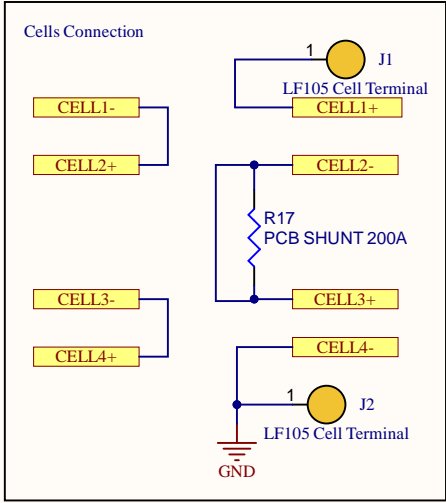 Cells Connection
1
J1
LF105 Cell Terminal
CELL1-
CELL1+
CELL2+
CELL2-
R17
PCB SHUNT 200A
CELL3-
CELL3+
CELL4+
CELL4-
1
J2
LF105 Cell Terminal
GND